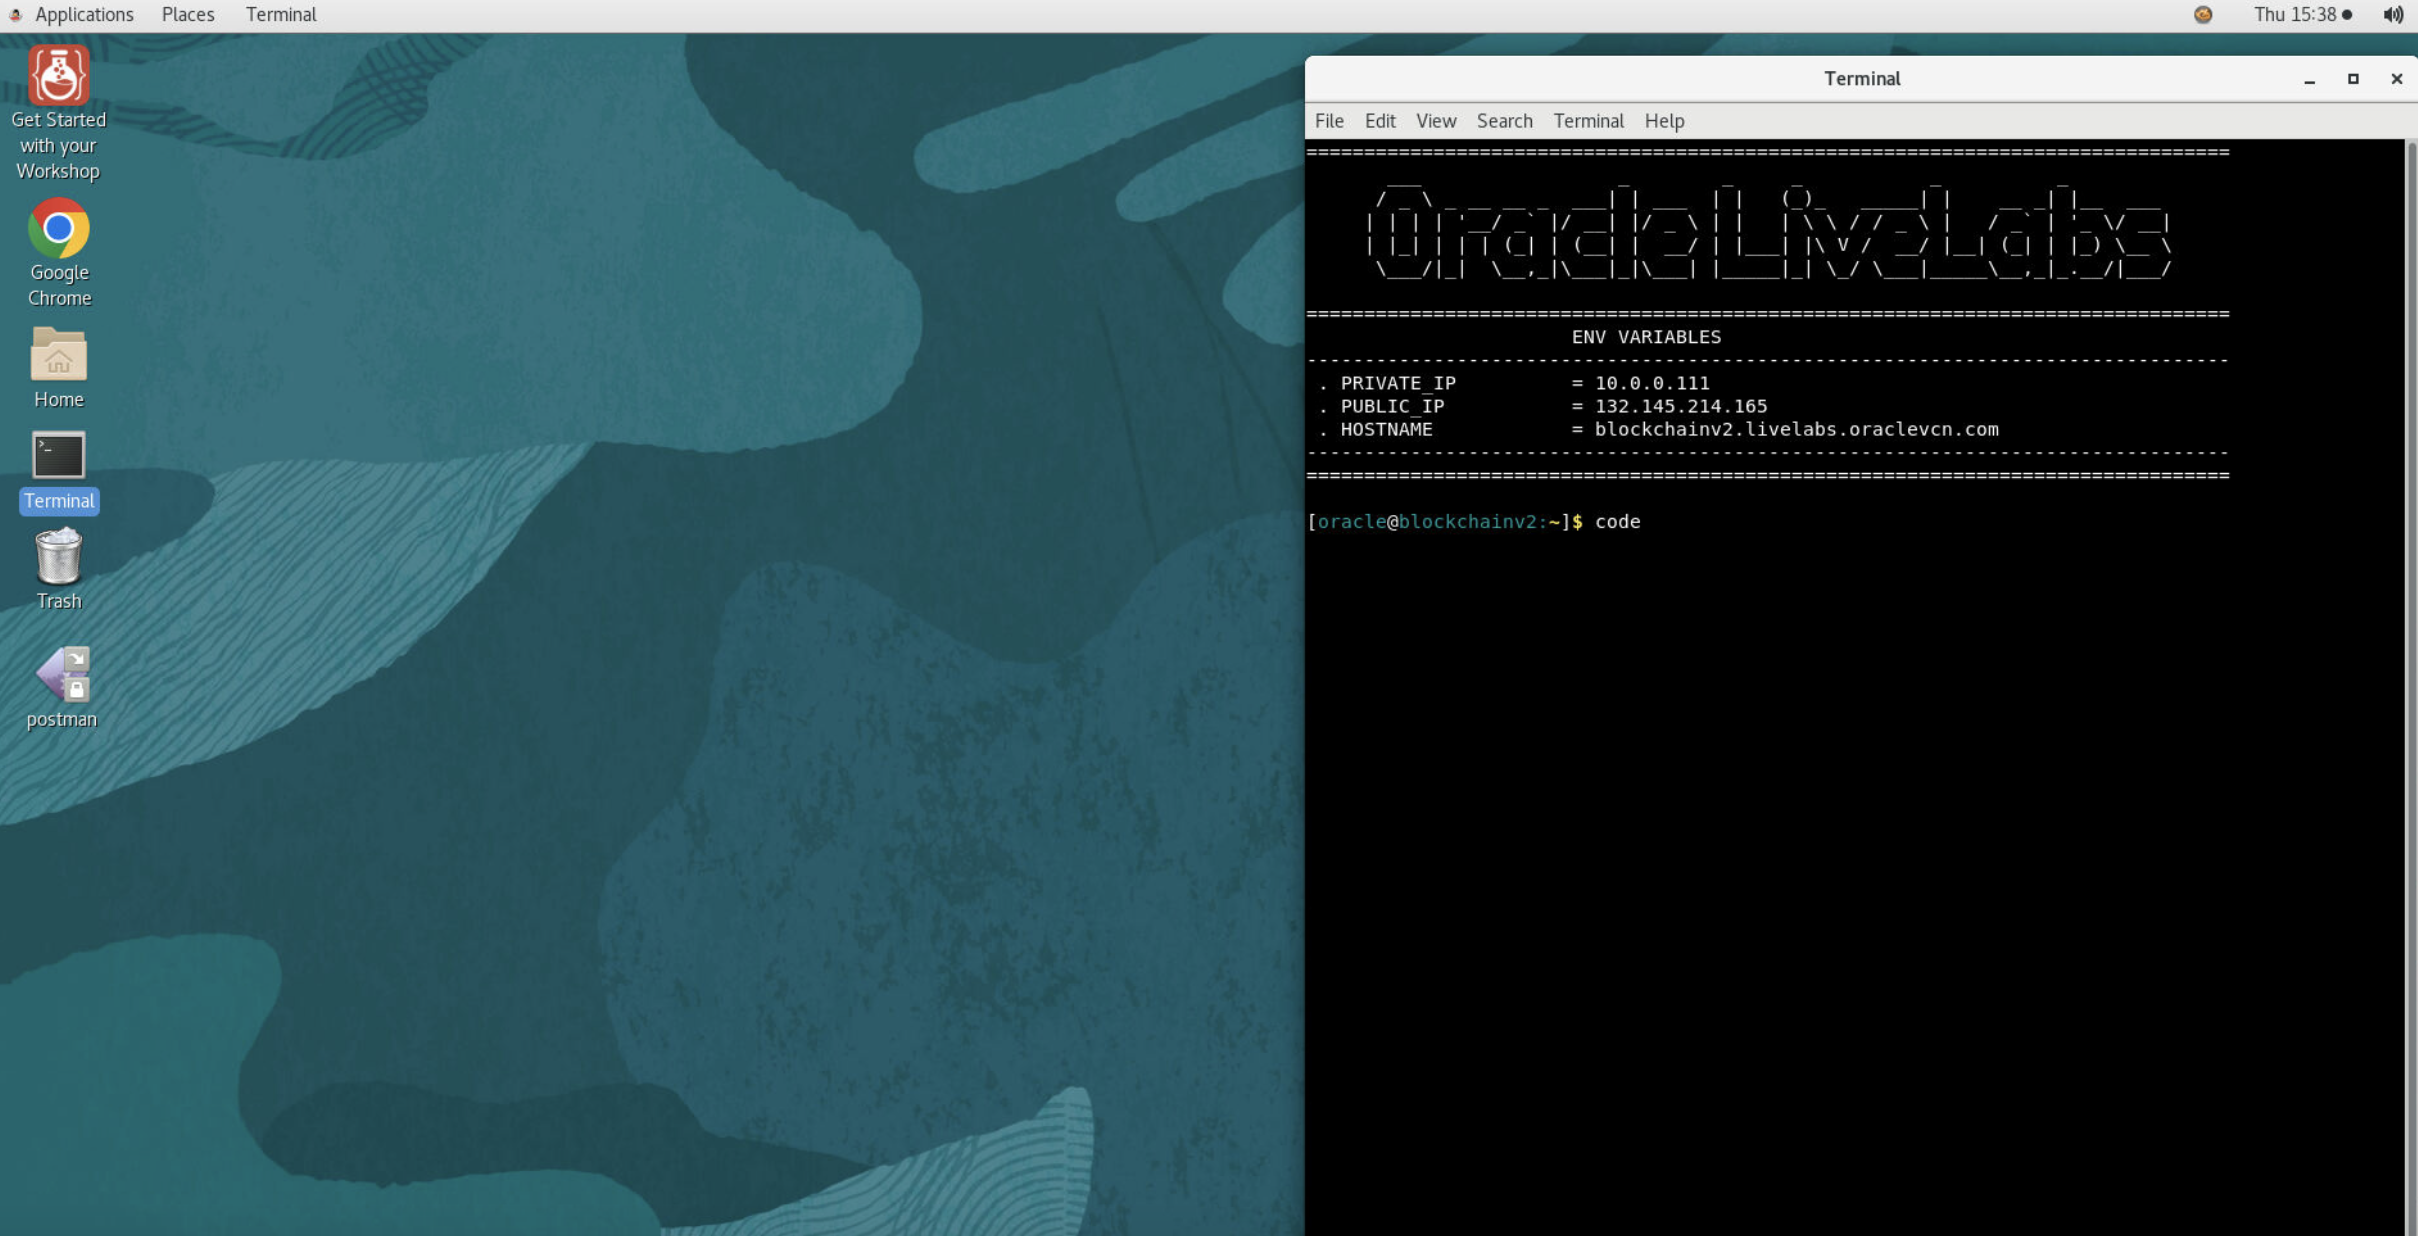 Applications Places Terminal
Thu 15:38
Get Started
with your
Workshop
Google
Chrome
Home
Terminal
Trash
postman
Terminal
File Edit View Search Terminal Help
================================================================================
Oracle LiveLabs
================================================================================
ENV VARIABLES
--------------------------------------------------------------------------------
. PRIVATE_IP = 10.0.0.111
. PUBLIC_IP = 132.145.214.165
. HOSTNAME = blockchainv2.livelabs.oraclevcn.com
--------------------------------------------------------------------------------
================================================================================
[oracle@blockchainv2:~]$ code